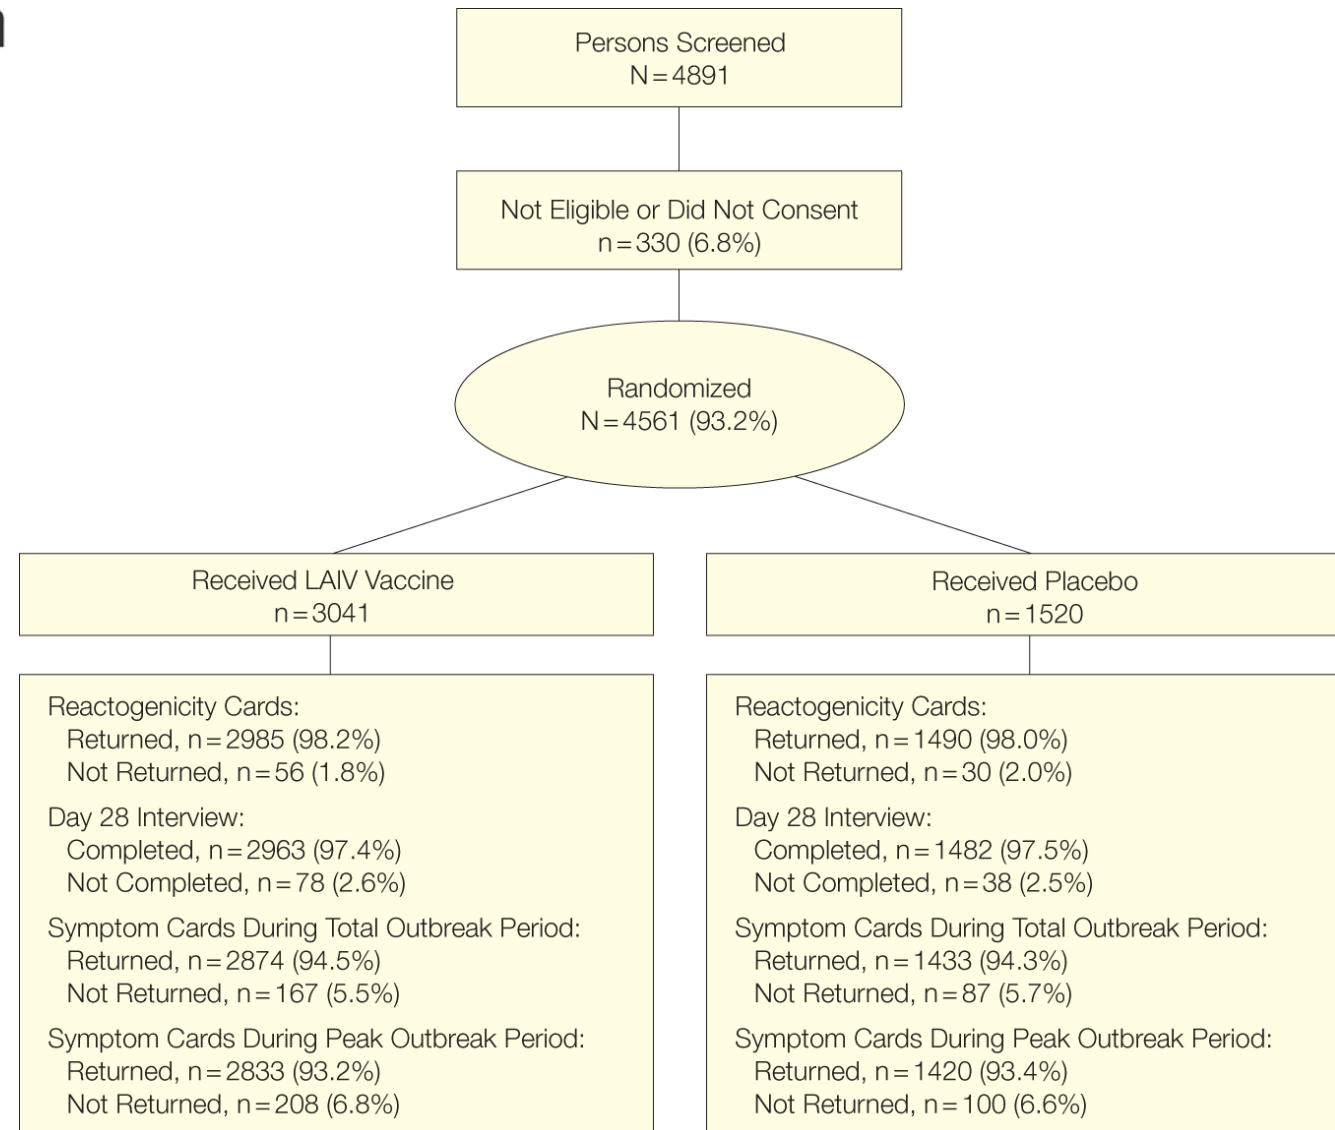 Persons Screened
N=4891
Not Eligible or Did Not Consent
n=330 (6.8%)
Randomized
N=4561 (93.2%)
Received LAIV Vaccine
n=3041
Reactogenicity Cards:
Returned, n=2985 (98.2%)
Not Returned, n=56 (1.8%)
Day 28 Interview:
Completed, n=2963 (97.4%)
Not Completed, n=78 (2.6%)
Symptom Cards During Total Outbreak Period:
Returned, n=2874 (94.5%)
Not Returned, n=167 (5.5%)
Symptom Cards During Peak Outbreak Period:
Returned, n=2833 (93.2%)
Not Returned, n=208 (6.8%)
Received Placebo
n=1520
Reactogenicity Cards:
Returned, n=1490 (98.0%)
Not Returned, n=30 (2.0%)
Day 28 Interview:
Completed, n=1482 (97.5%)
Not Completed, n=38 (2.5%)
Symptom Cards During Total Outbreak Period:
Returned, n=1433 (94.3%)
Not Returned, n=87 (5.7%)
Symptom Cards During Peak Outbreak Period:
Returned, n=1420 (93.4%)
Not Returned, n=100 (6.6%)